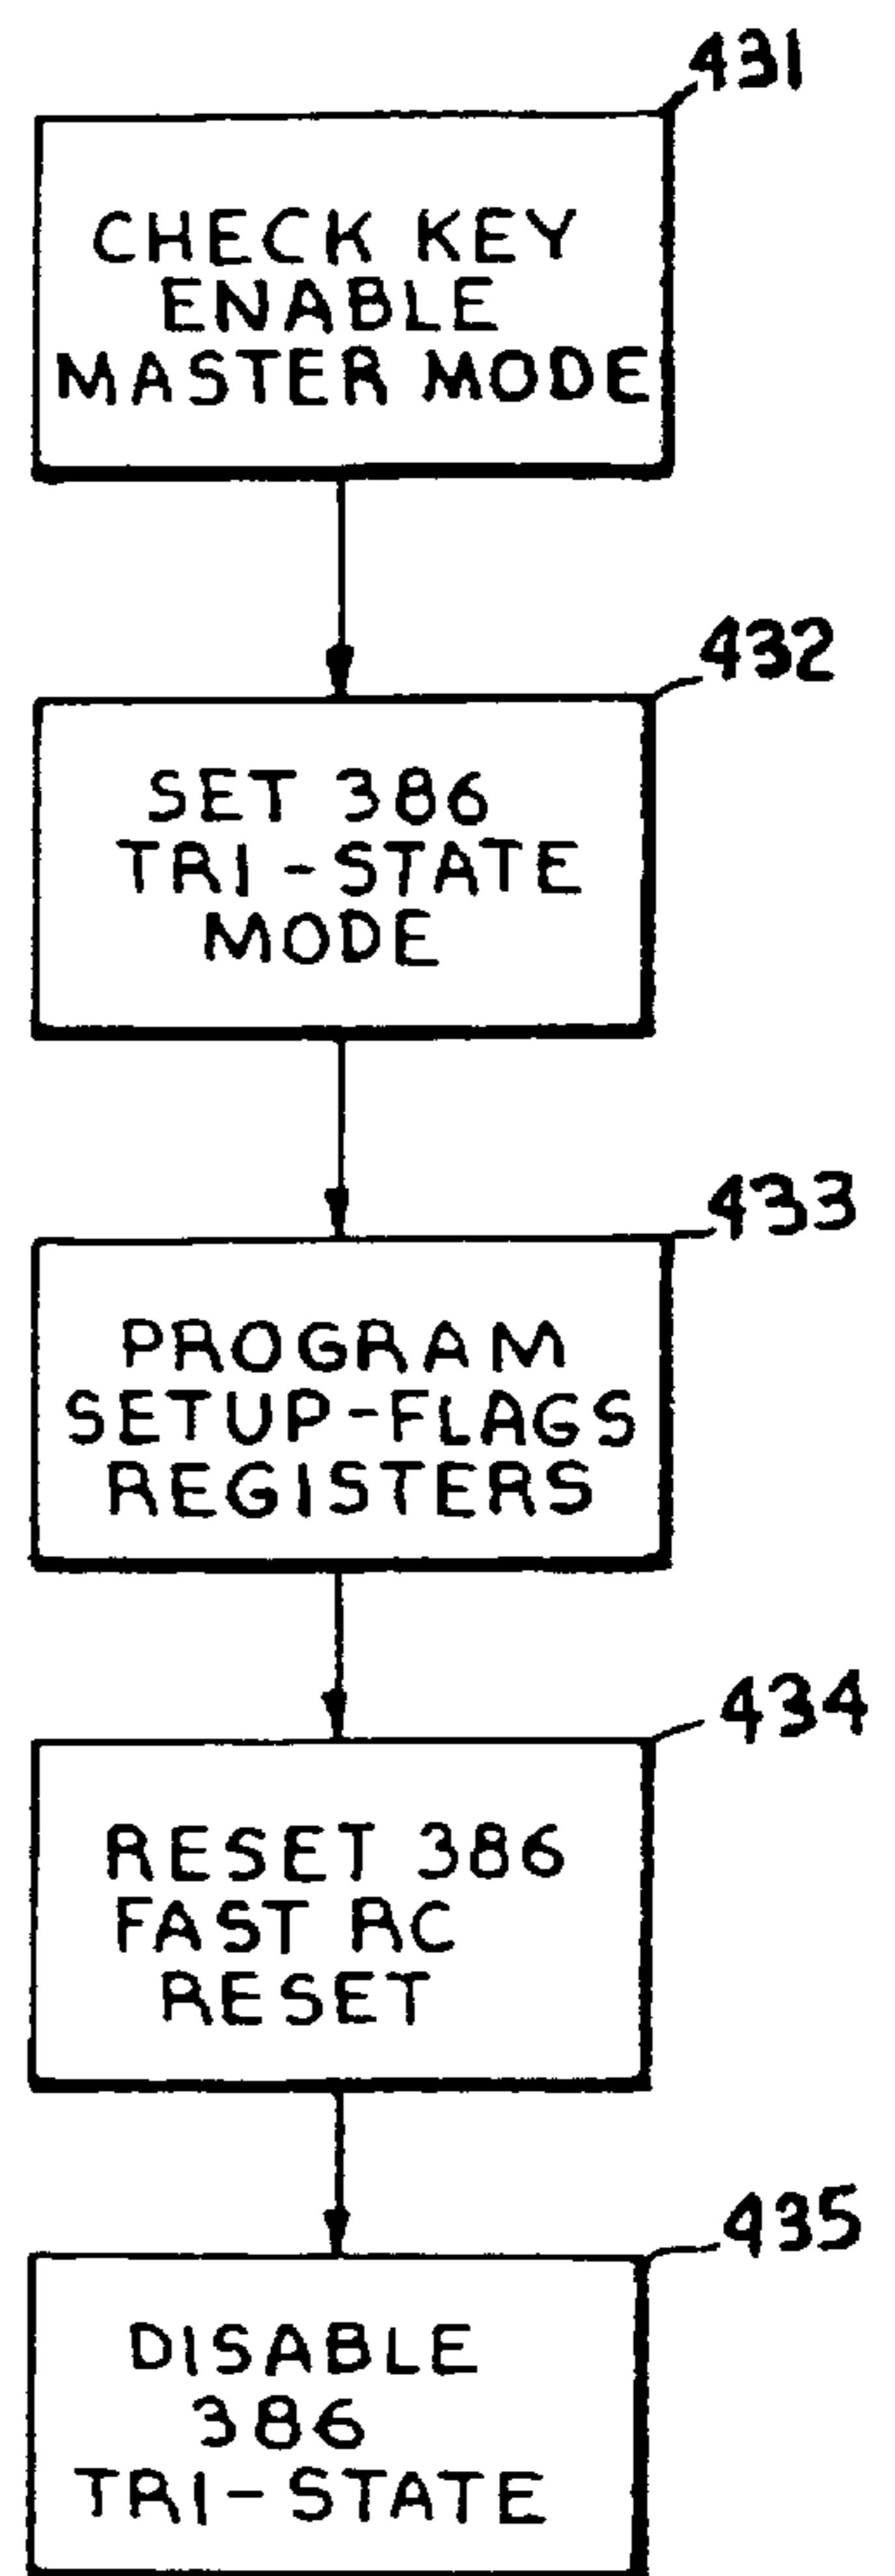 431
CHECK KEY
ENABLE
MASTER MODE
432
SET 386
TRI-STATE
MODE
433
PROGRAM
SETUP-FLAGS
REGISTERS
434
RESET 386
FAST RC
RESET
435
DISABLE
386
TRI-STATE